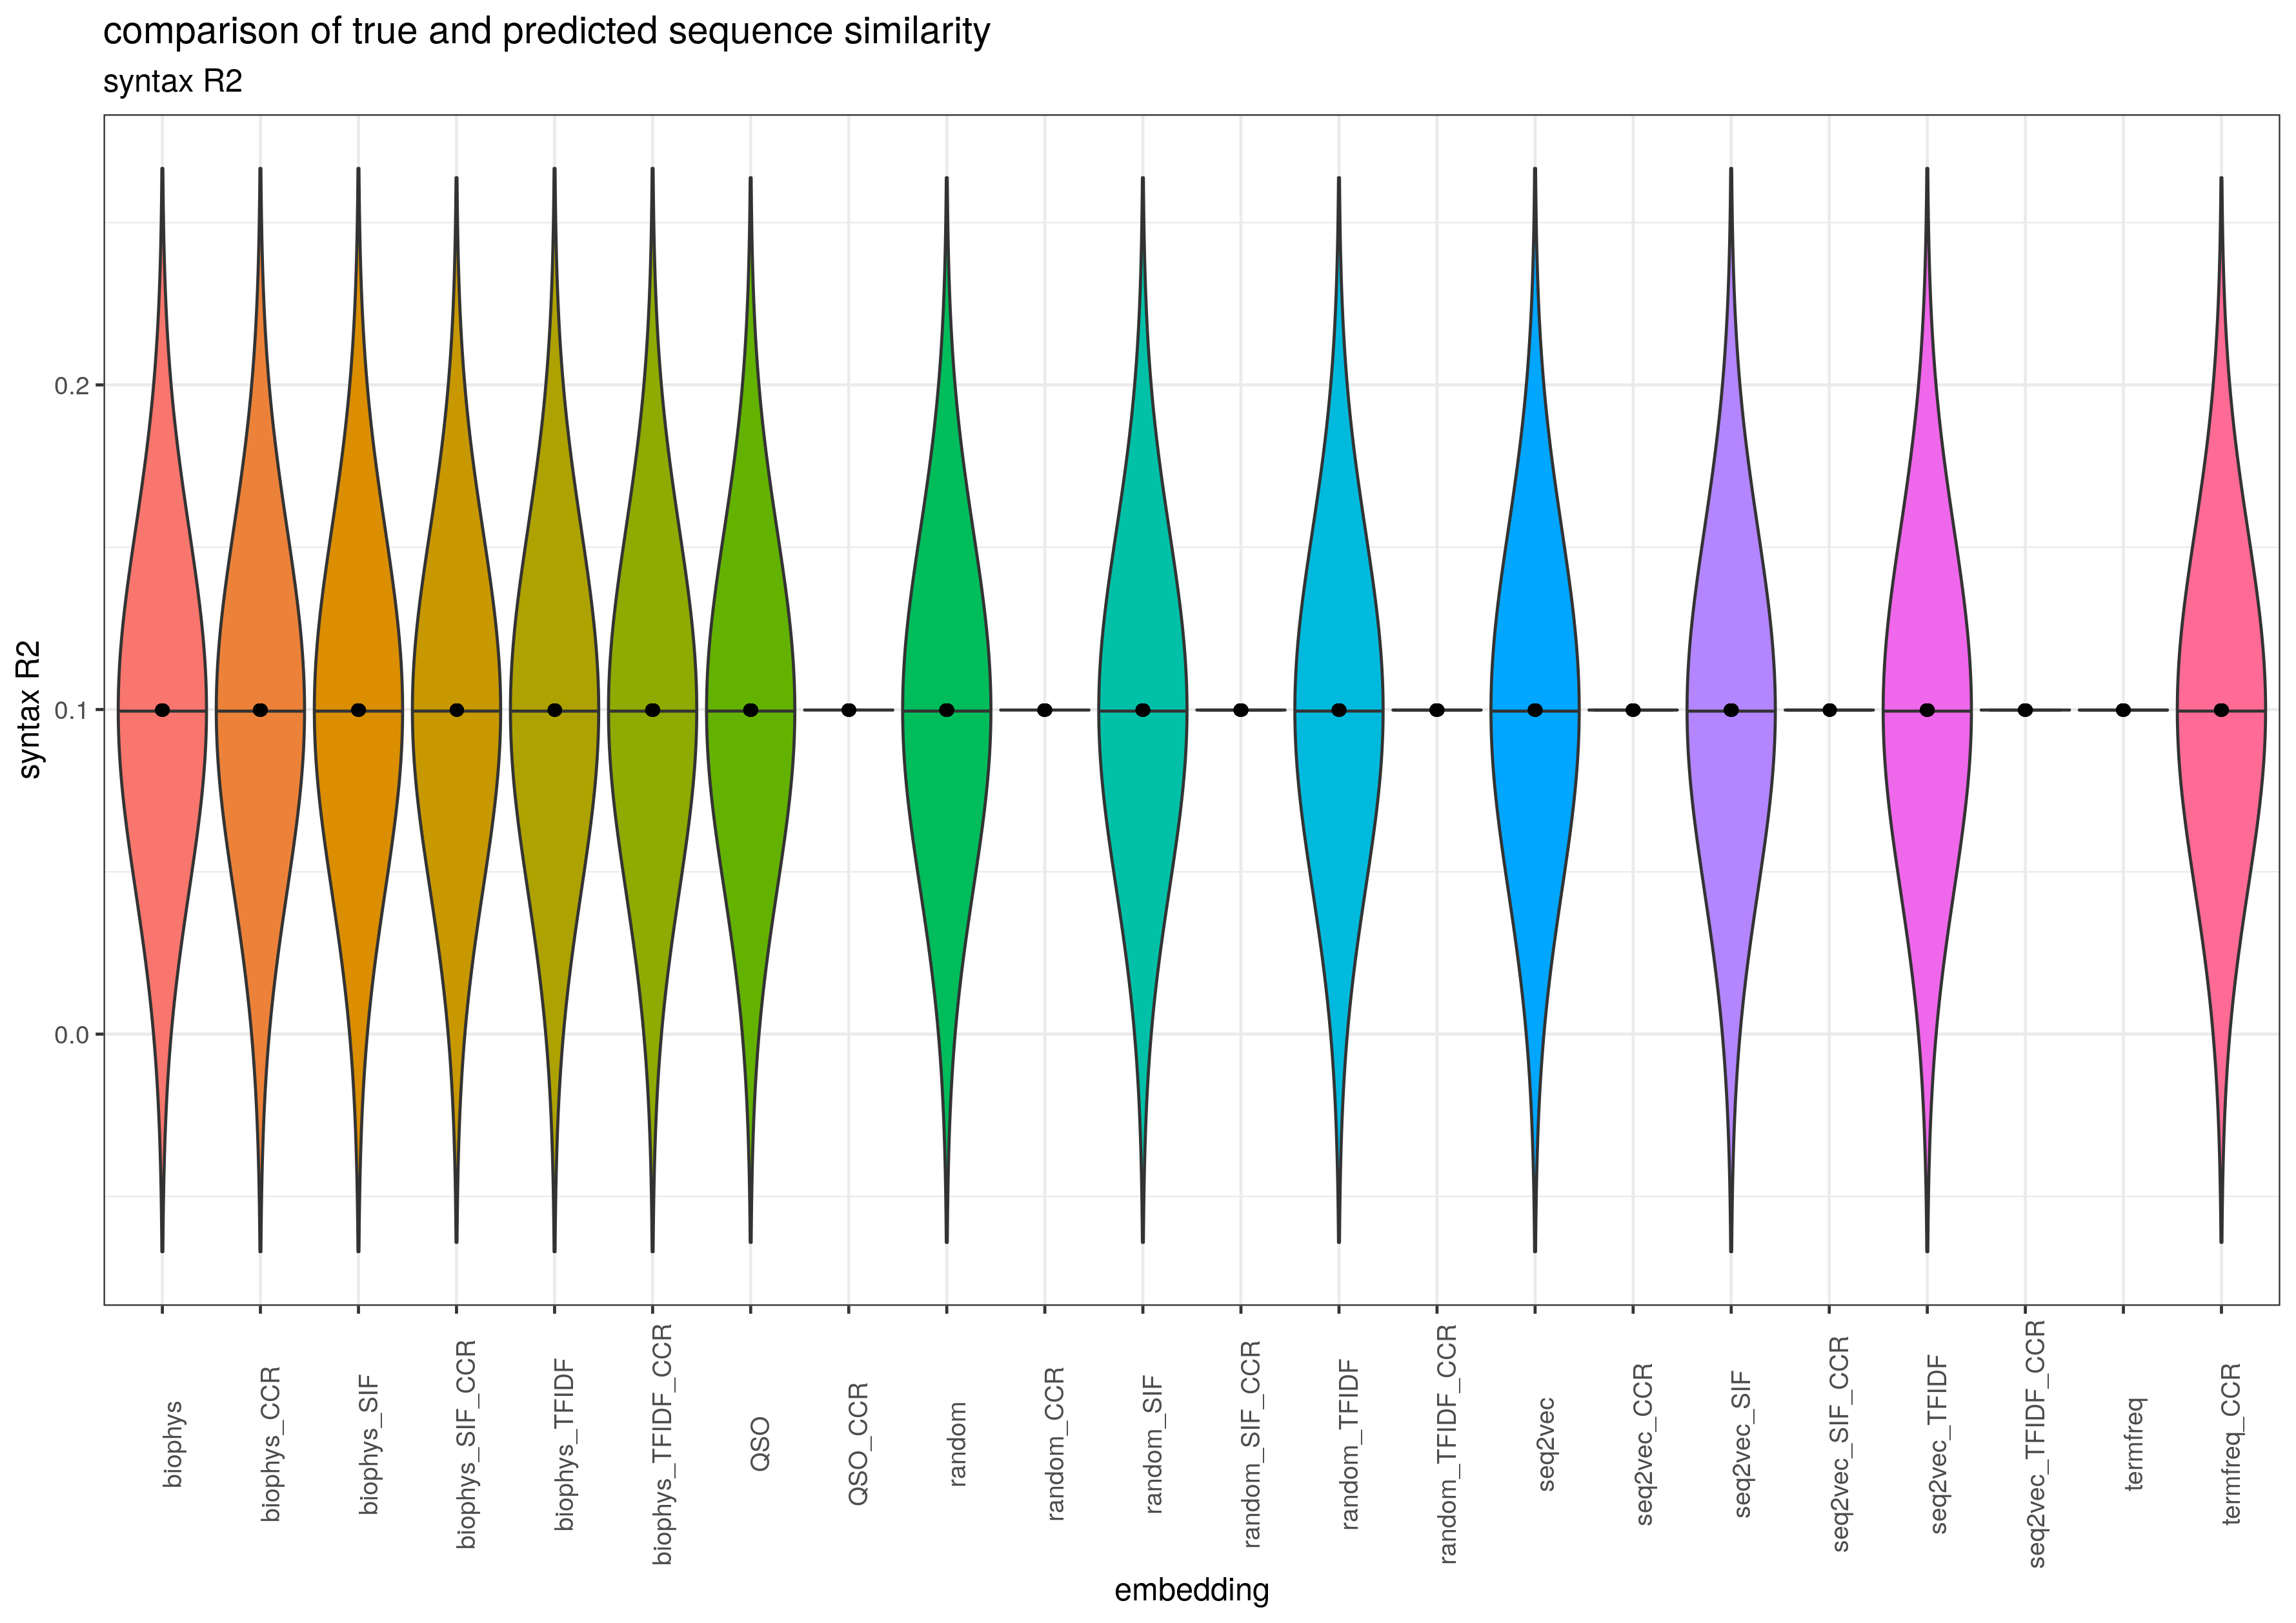 comparison of true and predicted sequence similarity
syntax R2
syntax R2
0.2
0.1
0.0
biophys
biophys_CCR
biophys_SIF
biophys_SIF_CCR
biophys_TFIDF
biophys_TFIDF_CCR
QSO
QSO_CCR
random
random_CCR
random_SIF
random_SIF_CCR
random_TFIDF
random_TFIDF_CCR
seq2vec
seq2vec_CCR
seq2vec_SIF
seq2vec_SIF_CCR
seq2vec_TFIDF
seq2vec_TFIDF_CCR
termfreq
termfreq_CCR
embedding